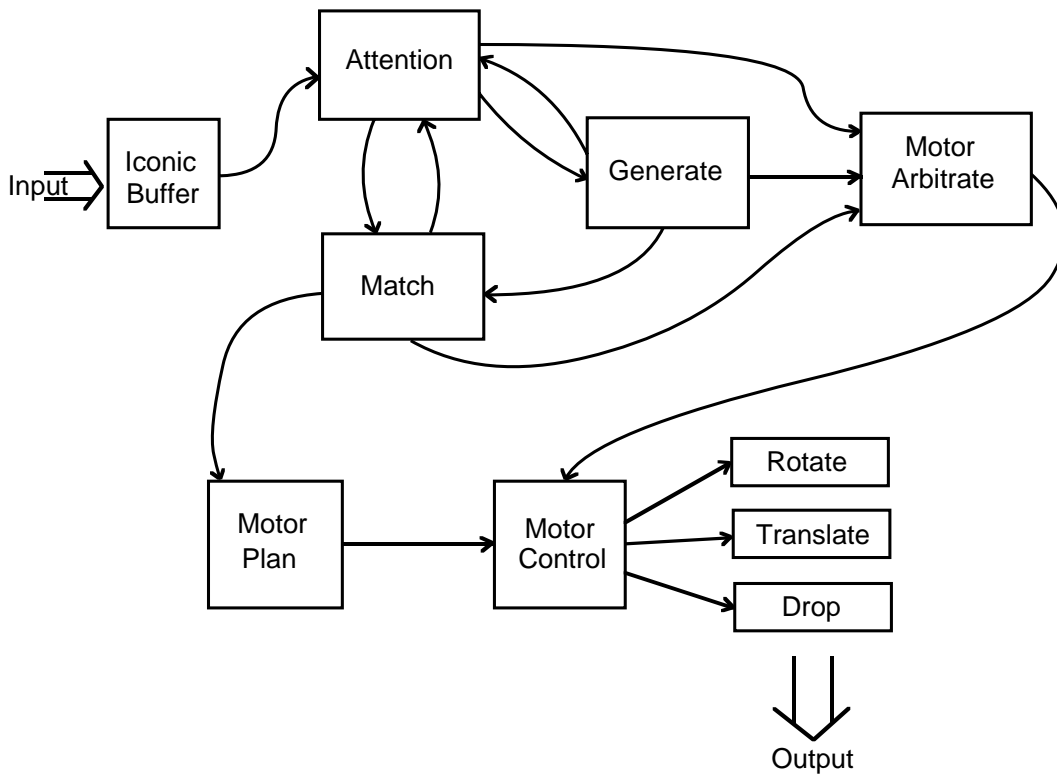 Attention
Iconic
Buffer
Input
Generate
Motor
Arbitrate
Match
Rotate
Motor
Plan
Motor
Control
Translate
Drop
Output